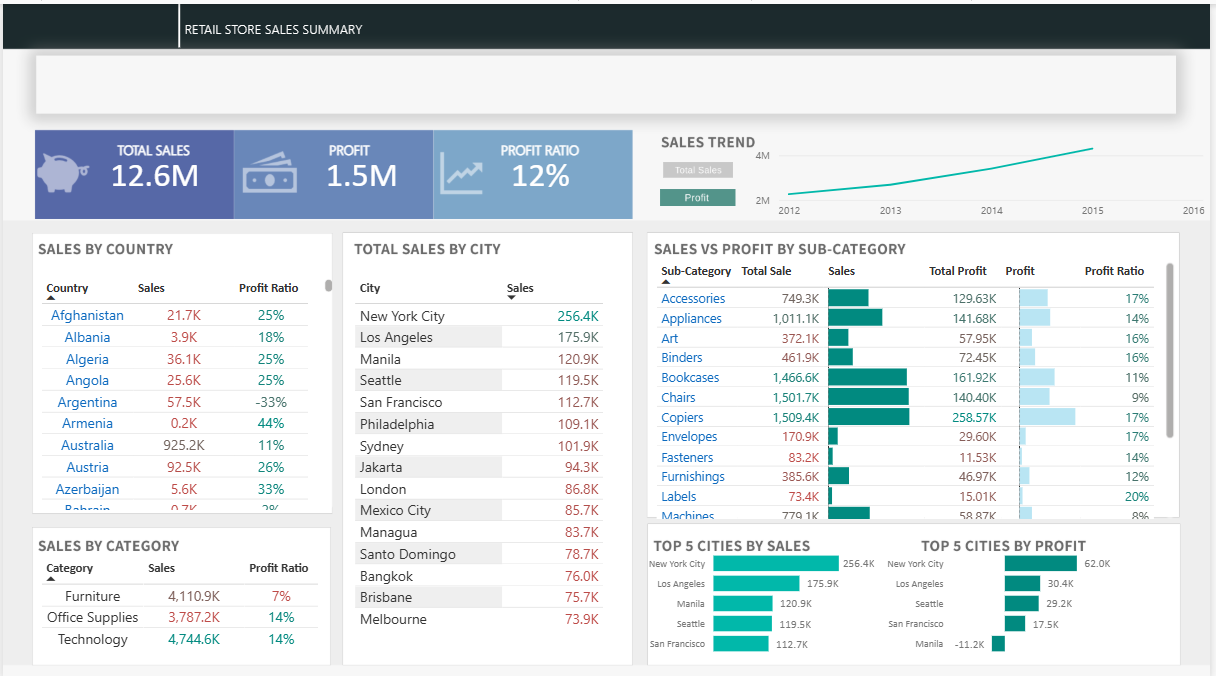 RETAIL STORE SALES SUMMARY
TOTAL SALES
12.6M
PROFIT
1.5M
PROFIT RATIO
12%
SALES TREND
Total Sales
Profit
4M
2M
2012 2013 2014 2015 2016
SALES BY COUNTRY
Country Sales Profit Ratio
Afghanistan 21.7K 25%
Albania 3.9K 18%
Algeria 36.1K 25%
Angola 25.6K 25%
Argentina 57.5K -33%
Armenia 0.2K 44%
Australia 925.2K 11%
Austria 92.5K 26%
Azerbaijan 5.6K 33%
Bahrain 0.7K
SALES BY CATEGORY
Category Sales Profit Ratio
Furniture 4,110.9K 7%
Office Supplies 3,787.2K 14%
Technology 4,744.6K 14%
TOTAL SALES BY CITY
City Sales
New York City 256.4K
Los Angeles 175.9K
Manila 120.9K
Seattle 119.5K
San Francisco 112.7K
Philadelphia 109.1K
Sydney 101.9K
Jakarta 94.3K
London 86.8K
Mexico City 85.7K
Managua 83.7K
Santo Domingo 78.7K
Bangkok 76.0K
Brisbane 75.7K
Melbourne 73.9K
SALES VS PROFIT BY SUB-CATEGORY
Sub-Category Total Sale Sales Total Profit Profit Profit Ratio
Accessories 749.3K 129.63K 17%
Appliances 1,011.1K 141.68K 14%
Art 372.1K 57.95K 16%
Binders 461.9K 72.45K 16%
Bookcases 1,466.6K 161.92K 11%
Chairs 1,501.7K 140.40K 9%
Copiers 1,509.4K 258.57K 17%
Envelopes 170.9K 29.60K 17%
Fasteners 83.2K 11.53K 14%
Furnishings 385.6K 46.97K 12%
Labels 73.4K 15.01K 20%
Machines 779.1K 58.87K 8%
TOP 5 CITIES BY SALES
New York City 256.4K
Los Angeles 175.9K
Manila 120.9K
Seattle 119.5K
San Francisco 112.7K
TOP 5 CITIES BY PROFIT
New York City 62.0K
Los Angeles 30.4K
Seattle 29.2K
San Francisco 17.5K
Manila -11.2K